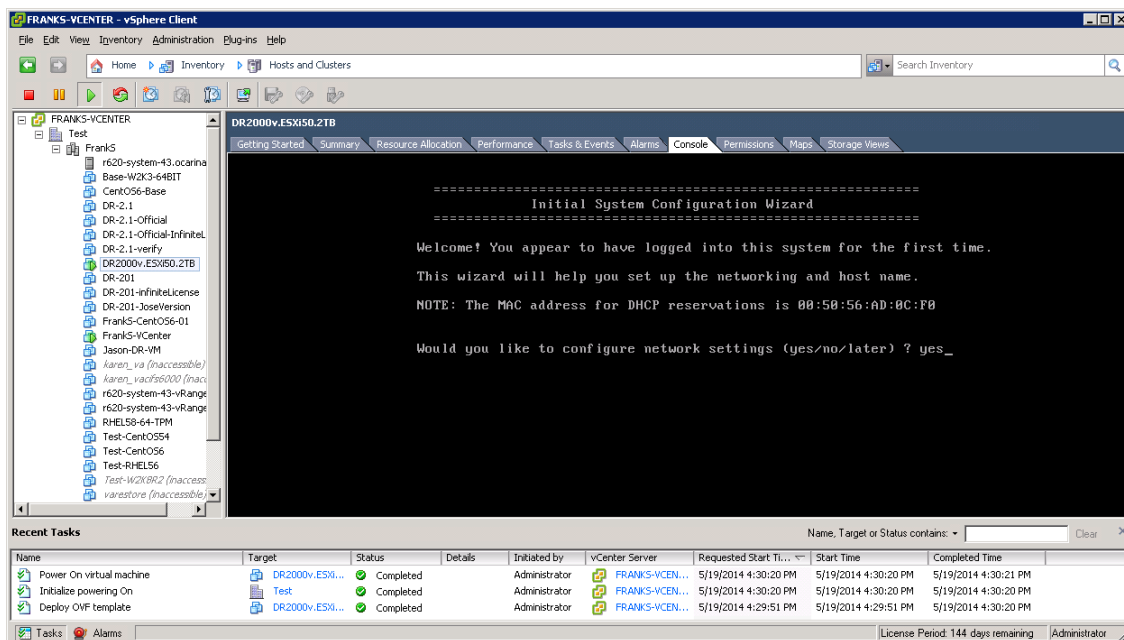 FRANKS-VCENTER - vSphere Client
File Edit View Inventory Administration Plug-ins Help
Home Inventory Hosts and Clusters Search Inventory
FRANKS-VCENTER
Test
FrankS
r620-system-43.ocarina
Base-W2K3-64BIT
CentOS6-Base
DR-2.1
DR-2.1-Official
DR-2.1-Official-InfiniteL
DR-2.1-verify
DR2000v.ESXi50.2TB
DR-201
DR-201-infiniteLicense
DR-201-JoseVersion
FrankS-CentOS6-01
FrankS-VCenter
Jason-DR-VM
karen_va (inaccessible)
karen_vacifs6000 (inacc
r620-system-43-vRange
r620-system-43-vRange
RHEL58-64-TPM
Test-CentOS54
Test-CentOS6
Test-RHEL56
Test-W2K8R2 (inaccess
varestore (inaccessible)
DR2000v.ESXi50.2TB
Getting Started Summary Resource Allocation Performance Tasks & Events Alarms Console Permissions Maps Storage Views
============================================================
Initial System Configuration Wizard
============================================================
Welcome! You appear to have logged into this system for the first time.
This wizard will help you set up the networking and host name.
NOTE: The MAC address for DHCP reservations is 00:50:56:AD:0C:F0
Would you like to configure network settings (yes/no/later) ? yes_
Recent Tasks Name, Target or Status contains: Clear
Name Target Status Details Initiated by vCenter Server Requested Start Ti... Start Time Completed Time
Power On virtual machine DR2000v.ESXi... Completed Administrator FRANKS-VCEN... 5/19/2014 4:30:20 PM 5/19/2014 4:30:20 PM 5/19/2014 4:30:21 PM
Initialize powering On Test Completed Administrator FRANKS-VCEN... 5/19/2014 4:30:20 PM 5/19/2014 4:30:20 PM 5/19/2014 4:30:20 PM
Deploy OVF template DR2000v.ESXi... Completed Administrator FRANKS-VCEN... 5/19/2014 4:29:51 PM 5/19/2014 4:29:51 PM 5/19/2014 4:30:20 PM
Tasks Alarms License Period: 144 days remaining Administrator